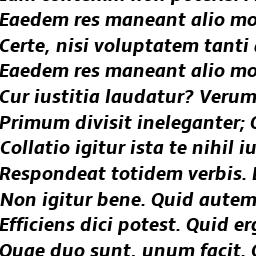 Eaedem res maneant alio mo
Certe, nisi voluptatem tanti
Eaedem res maneant alio mo
Cur iustitia laudatur? Verum
Primum divisit ineleganter;
Collatio igitur ista te nihil iu
Respondeat totidem verbis.
Non igitur bene. Quid autem
Efficiens dici potest. Quid erg
Quae duo sunt, unum facit.